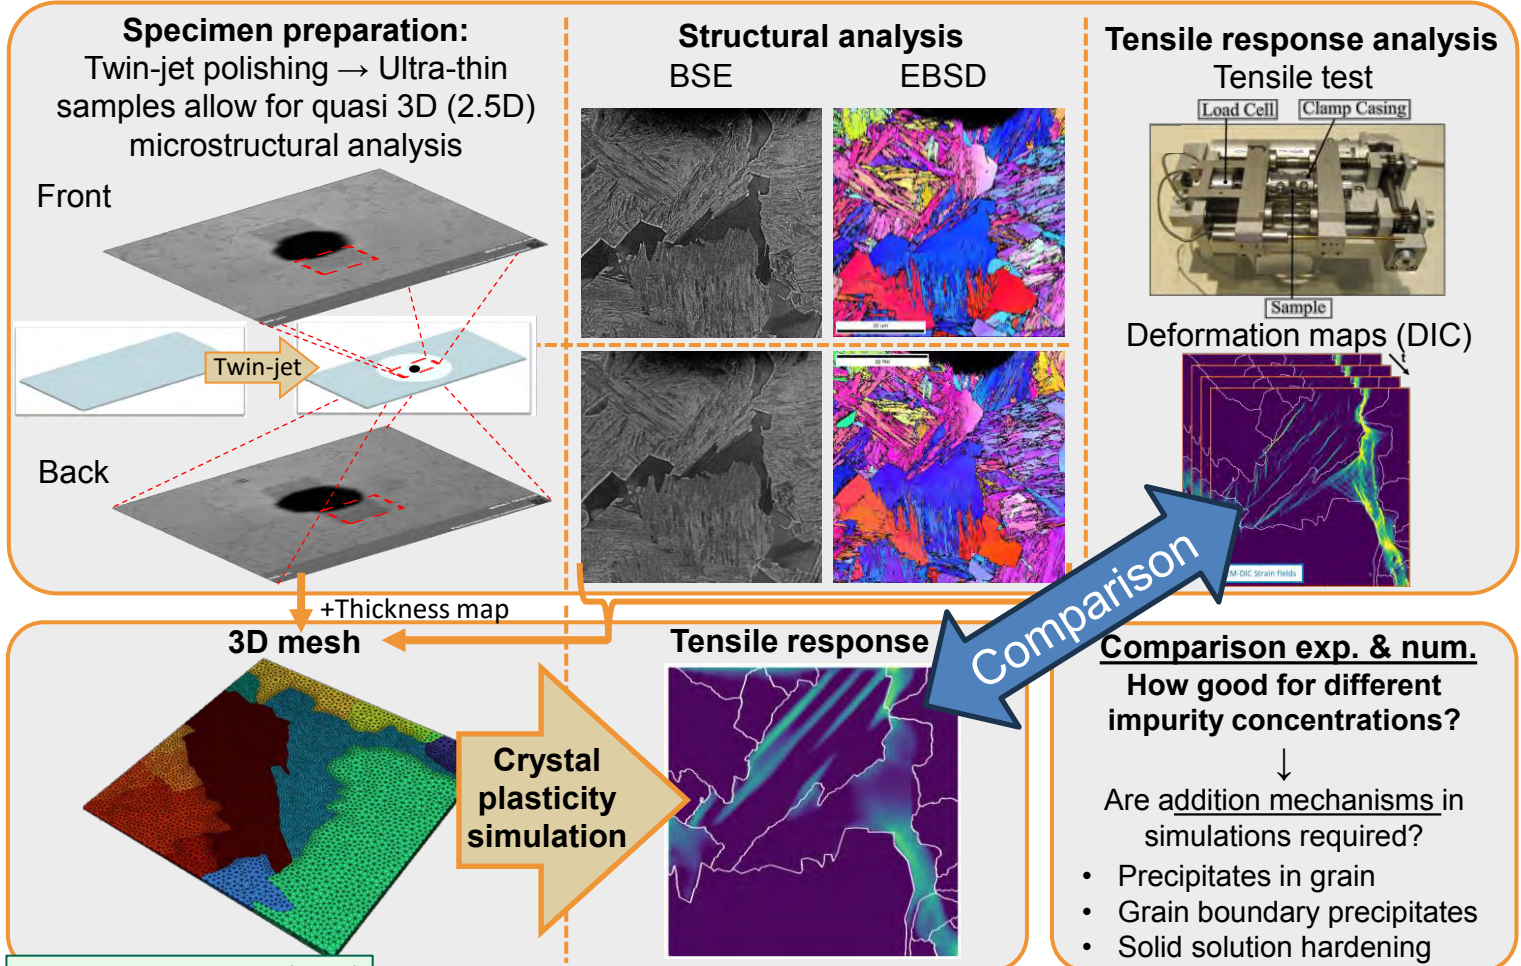 Specimen preparation:
Twin-jet polishing → Ultra-thin
samples allow for quasi 3D (2.5D)
microstructural analysis
Front
Twin-jet
Back
Structural analysis
BSE
EBSD
Tensile response analysis
Tensile test
Load Cell
Clamp Casing
Sample
Deformation maps (DIC)
t
M-DIC Strain fields
+Thickness map
3D mesh
Crystal
plasticity
simulation
Tensile response
Comparison
Comparison exp. & num.
How good for different
impurity concentrations?
↓
Are addition mechanisms in
simulations required?
• Precipitates in grain
• Grain boundary precipitates
• Solid solution hardening